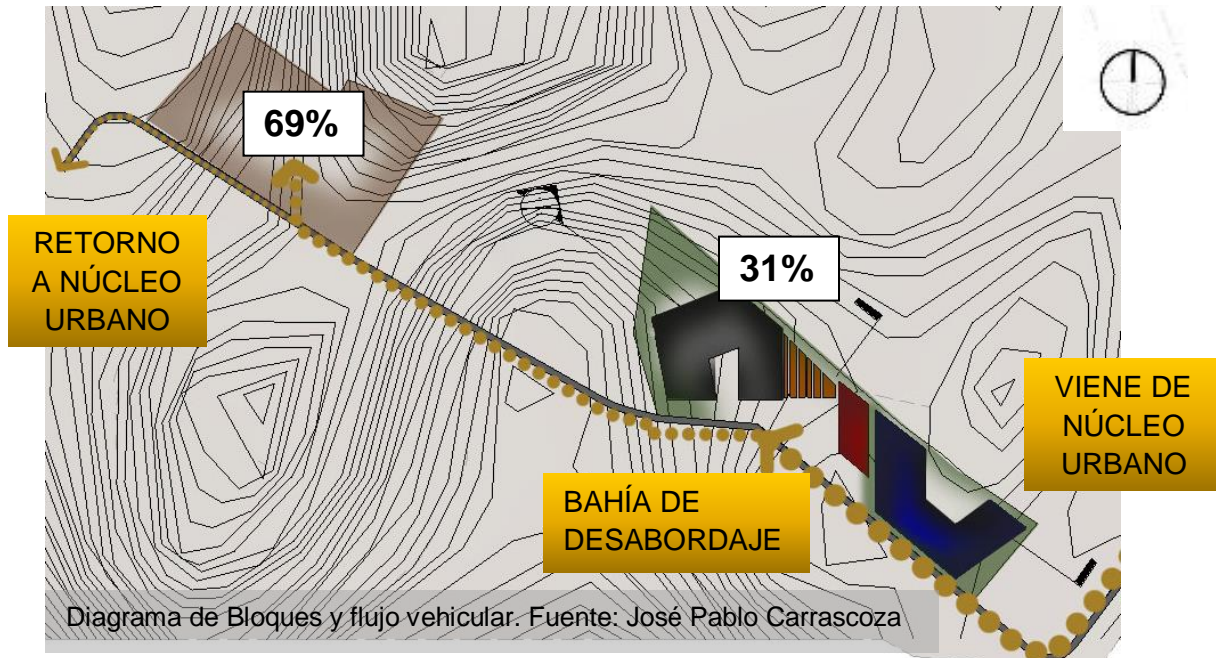 69%
RETORNO
A NÚCLEO
URBANO
31%
VIENE DE
NÚCLEO
URBANO
BAHÍA DE
DESABORDAJE
Diagrama de Bloques y flujo vehicular. Fuente: José Pablo Carrascoza